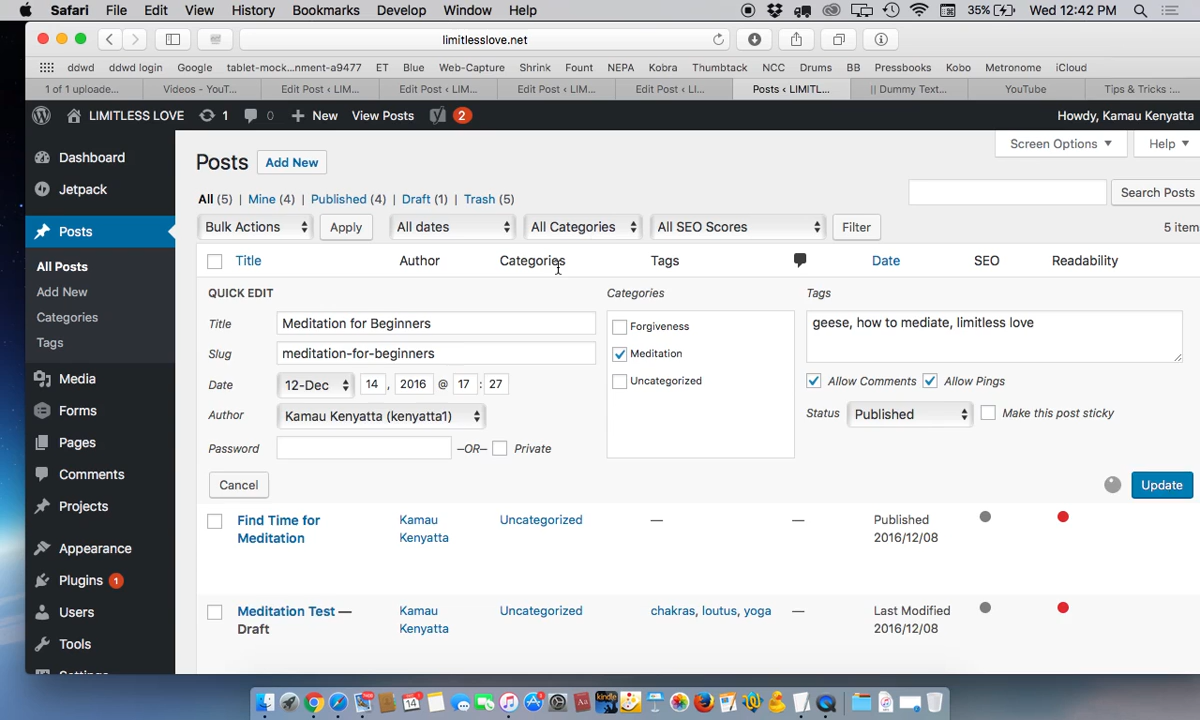 Safari File Edit View History Bookmarks Develop Window Help 35% Wed 12:42 PM
limitlesslove.net
ddwd ddwd login Google tablet-mock...nment-a9477 ET Blue Web-Capture Shrink Fount NEPA Kobra Thumbtack NCC Drums BB Pressbooks Kobo Metronome iCloud
1 of 1 uploade... Videos - YouT... Edit Post < LIM... Edit Post < LIM... Edit Post < LIM... Edit Post < LI... Posts < LIMITL... || Dummy Text... YouTube Tips & Tricks :...
LIMITLESS LOVE 1 0 + New View Posts 2 Howdy, Kamau Kenyatta
Dashboard
Jetpack
Posts
All Posts
Add New
Categories
Tags
Media
Forms
Pages
Comments
Projects
Appearance
Plugins 1
Users
Tools
Posts Add New Screen Options Help
All (5) | Mine (4) | Published (4) | Draft (1) | Trash (5) Search Posts
Bulk Actions Apply All dates All Categories All SEO Scores Filter 5 item
Title Author Categories Tags Date SEO Readability
QUICK EDIT Categories Tags
Title Meditation for Beginners Forgiveness geese, how to mediate, limitless love
Slug meditation-for-beginners Meditation
Date 12-Dec 14 , 2016 @ 17 : 27 Uncategorized Allow Comments Allow Pings
Author Kamau Kenyatta (kenyatta1) Status Published Make this post sticky
Password –OR– Private
Cancel Update
Find Time for Kamau Uncategorized — — Published
Meditation Kenyatta 2016/12/08
Meditation Test — Kamau Uncategorized chakras, loutus, yoga — Last Modified
Draft Kenyatta 2016/12/08